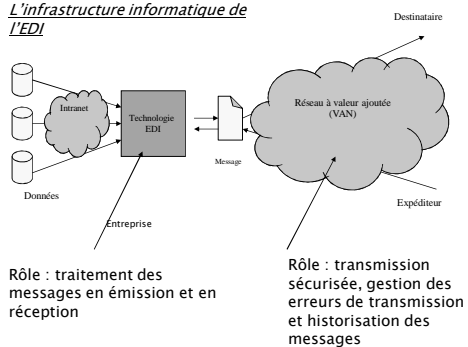 L'infrastructure informatique de
l'EDI
Destinataire
Intranet
Technologie
EDI
Réseau à valeur ajoutée
(VAN)
Message
Données
Expéditeur
Entreprise
Rôle : traitement des
messages en émission et en
réception
Rôle : transmission
sécurisée, gestion des
erreurs de transmission
et historisation des
messages